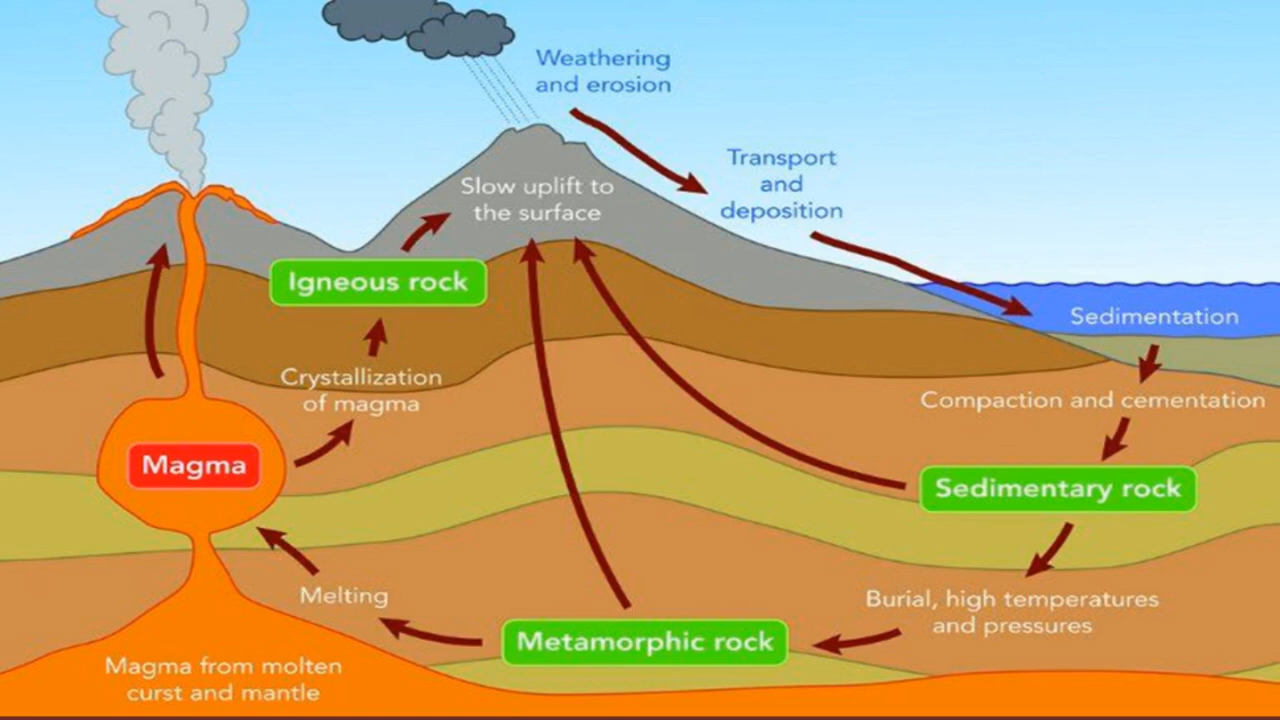 Weathering
and erosion
Transport
and
deposition
Slow uplift to
the surface
Igneous rock
Sedimentation
Crystallization
of magma
Compaction and cementation
Magma
Sedimentary rock
Melting
Burial, high temperatures
and pressures
Metamorphic rock
Magma from molten
curst and mantle